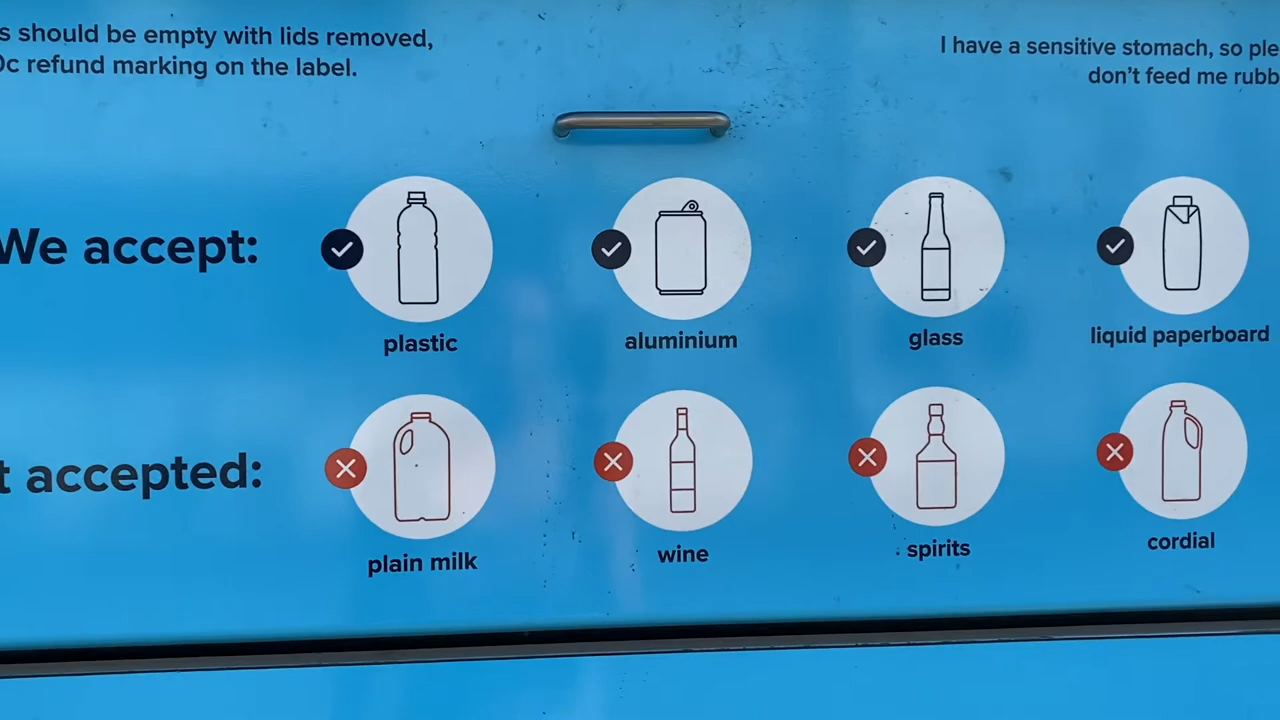 s should be empty with lids removed,
0c refund marking on the label.
I have a sensitive stomach, so ple
don't feed me rubb
We accept:
plastic
aluminium
glass
liquid paperboard
t accepted:
plain milk
wine
spirits
cordial